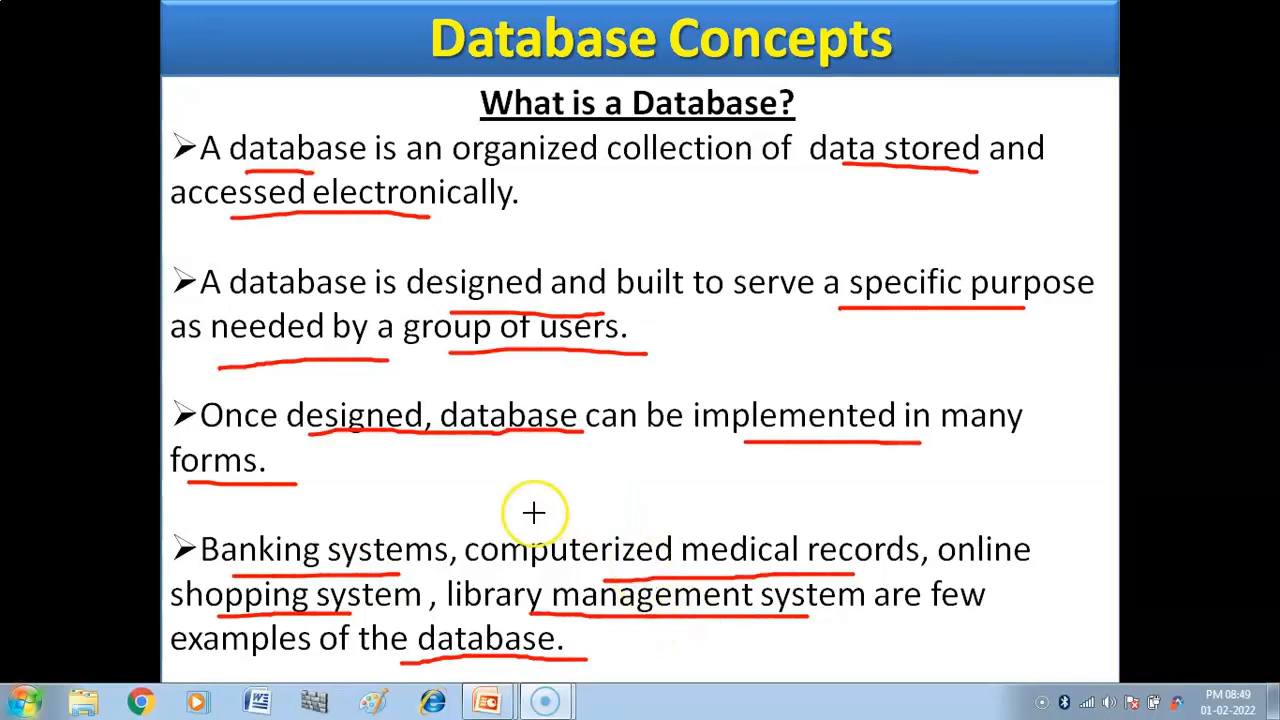 Database Concepts
What is a Database?
➢A database is an organized collection of data stored and
accessed electronically.
➢A database is designed and built to serve a specific purpose
as needed by a group of users.
➢Once designed, database can be implemented in many
forms.
➢Banking systems, computerized medical records, online
shopping system , library management system are few
examples of the database.
PM 08:49
01-02-2022